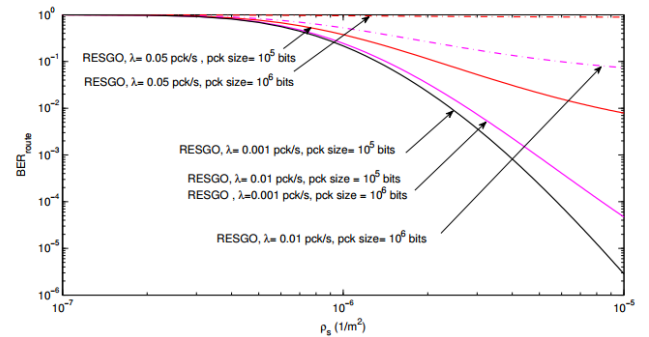 10^0
10^-1
10^-2
10^-3
10^-4
10^-5
10^-6
BER_route
RESGO, λ= 0.05 pck/s , pck size= 10^5 bits
RESGO, λ= 0.05 pck/s, pck size= 10^6 bits
RESGO, λ= 0.001 pck/s, pck size= 10^5 bits
RESGO, λ= 0.01 pck/s, pck size = 10^5 bits
RESGO , λ=0.001 pck/s, pck size = 10^6 bits
RESGO, λ= 0.01 pck/s, pck size= 10^6 bits
10^-7
10^-6
10^-5
ρ_s (1/m^2)